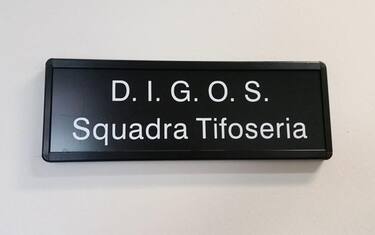 D. I. G. O. S.
Squadra Tifoseria